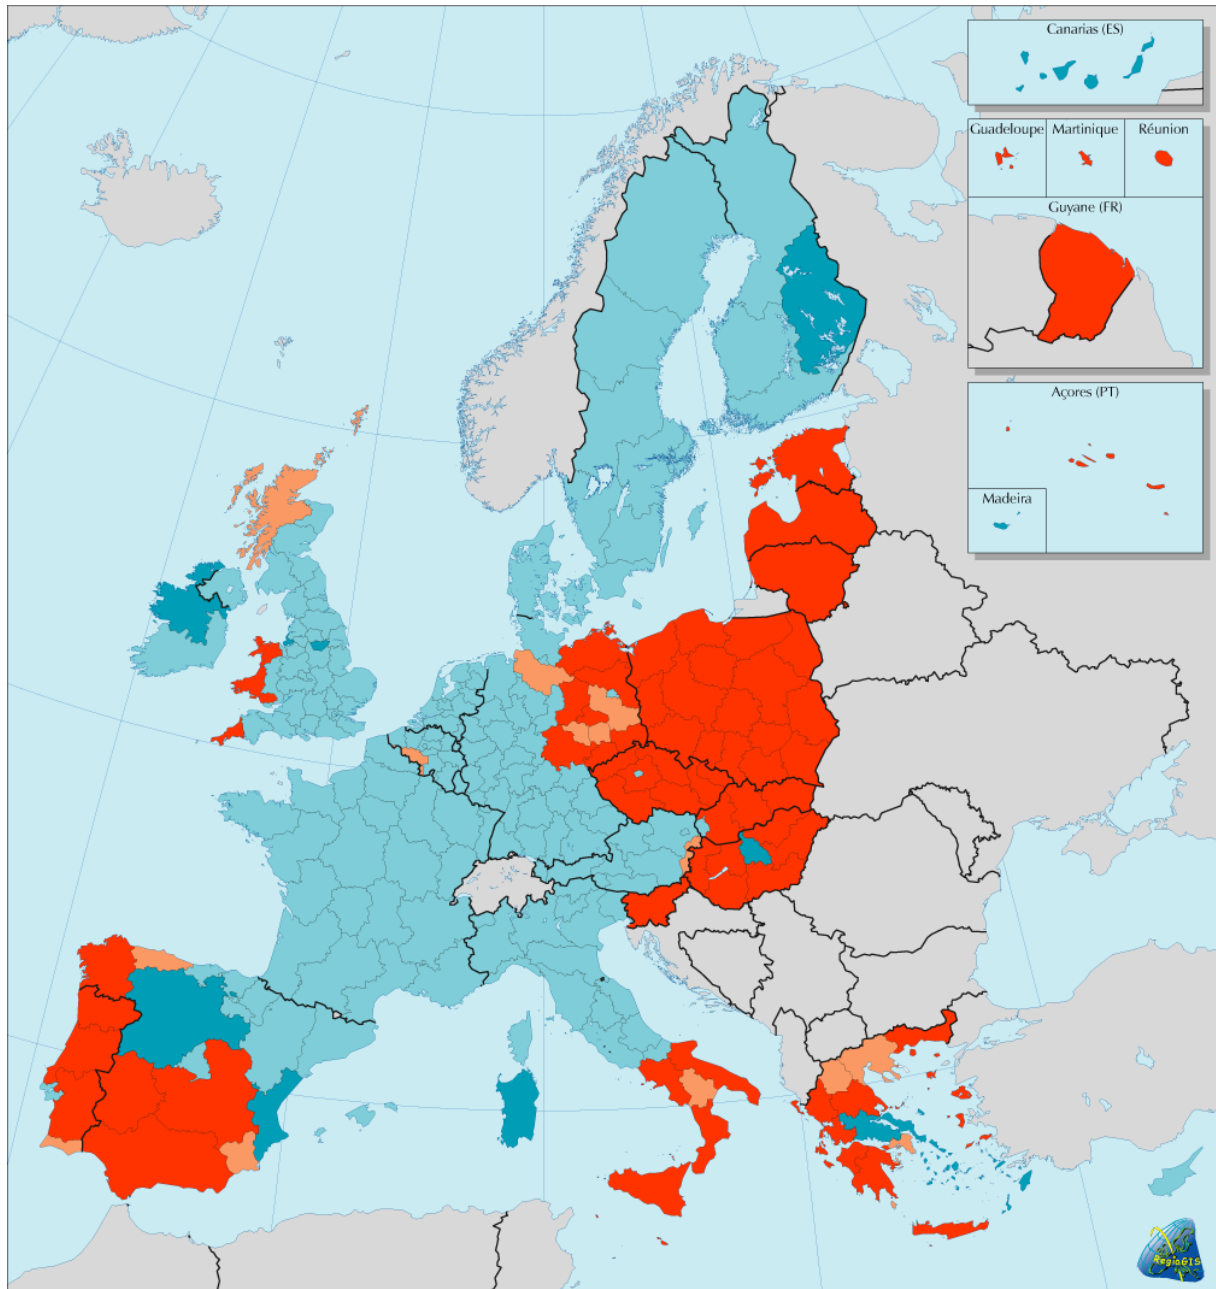 Canarias (ES)
Guadeloupe
Martinique
Réunion
Guyane (FR)
Açores (PT)
Madeira
RegioGIS